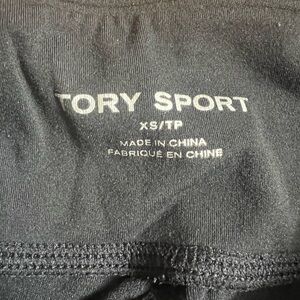 TORY SPORT
XS/TP
MADE IN CHINA
FABRIQUÉ EN CHINE